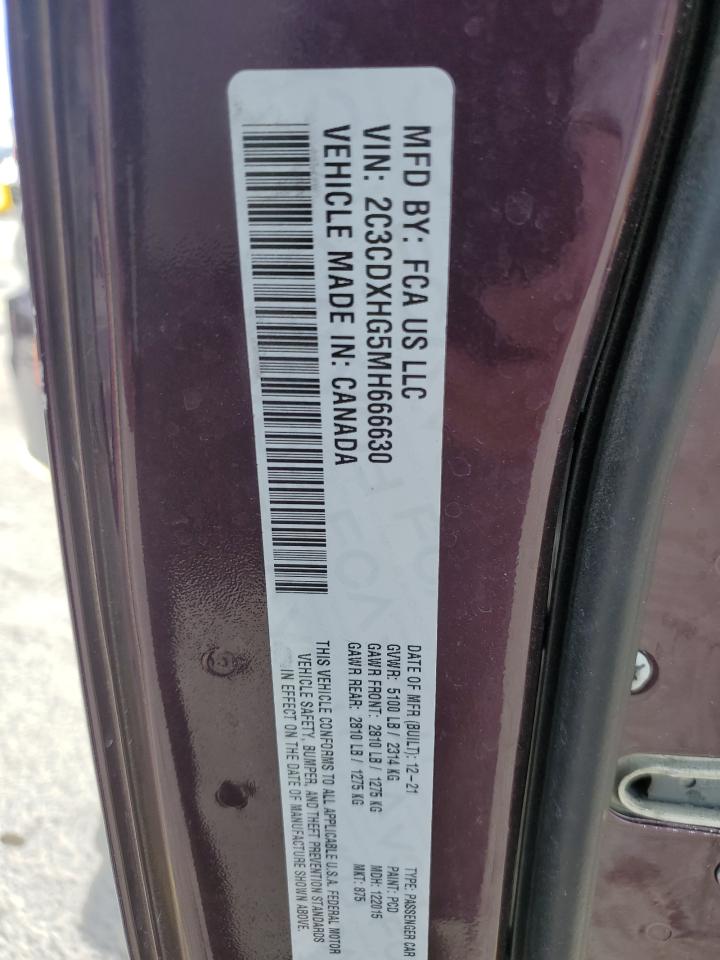 MFD BY: FCA US LLC
VIN: 2C3CDXHG5MH666630
VEHICLE MADE IN: CANADA
DATE OF MFR (BUILT): 12-21 TYPE: PASSENGER CAR
GVWR: 5100 LB / 2314 KG PAINT: PCD
GAWR FRONT: 2810 LB / 1275 KG MDH: 122015
GAWR REAR: 2810 LB / 1275 KG MKT: 875
THIS VEHICLE CONFORMS TO ALL APPLICABLE U.S.A. FEDERAL MOTOR
VEHICLE SAFETY, BUMPER, AND THEFT PREVENTION STANDARDS
IN EFFECT ON THE DATE OF MANUFACTURE SHOWN ABOVE.